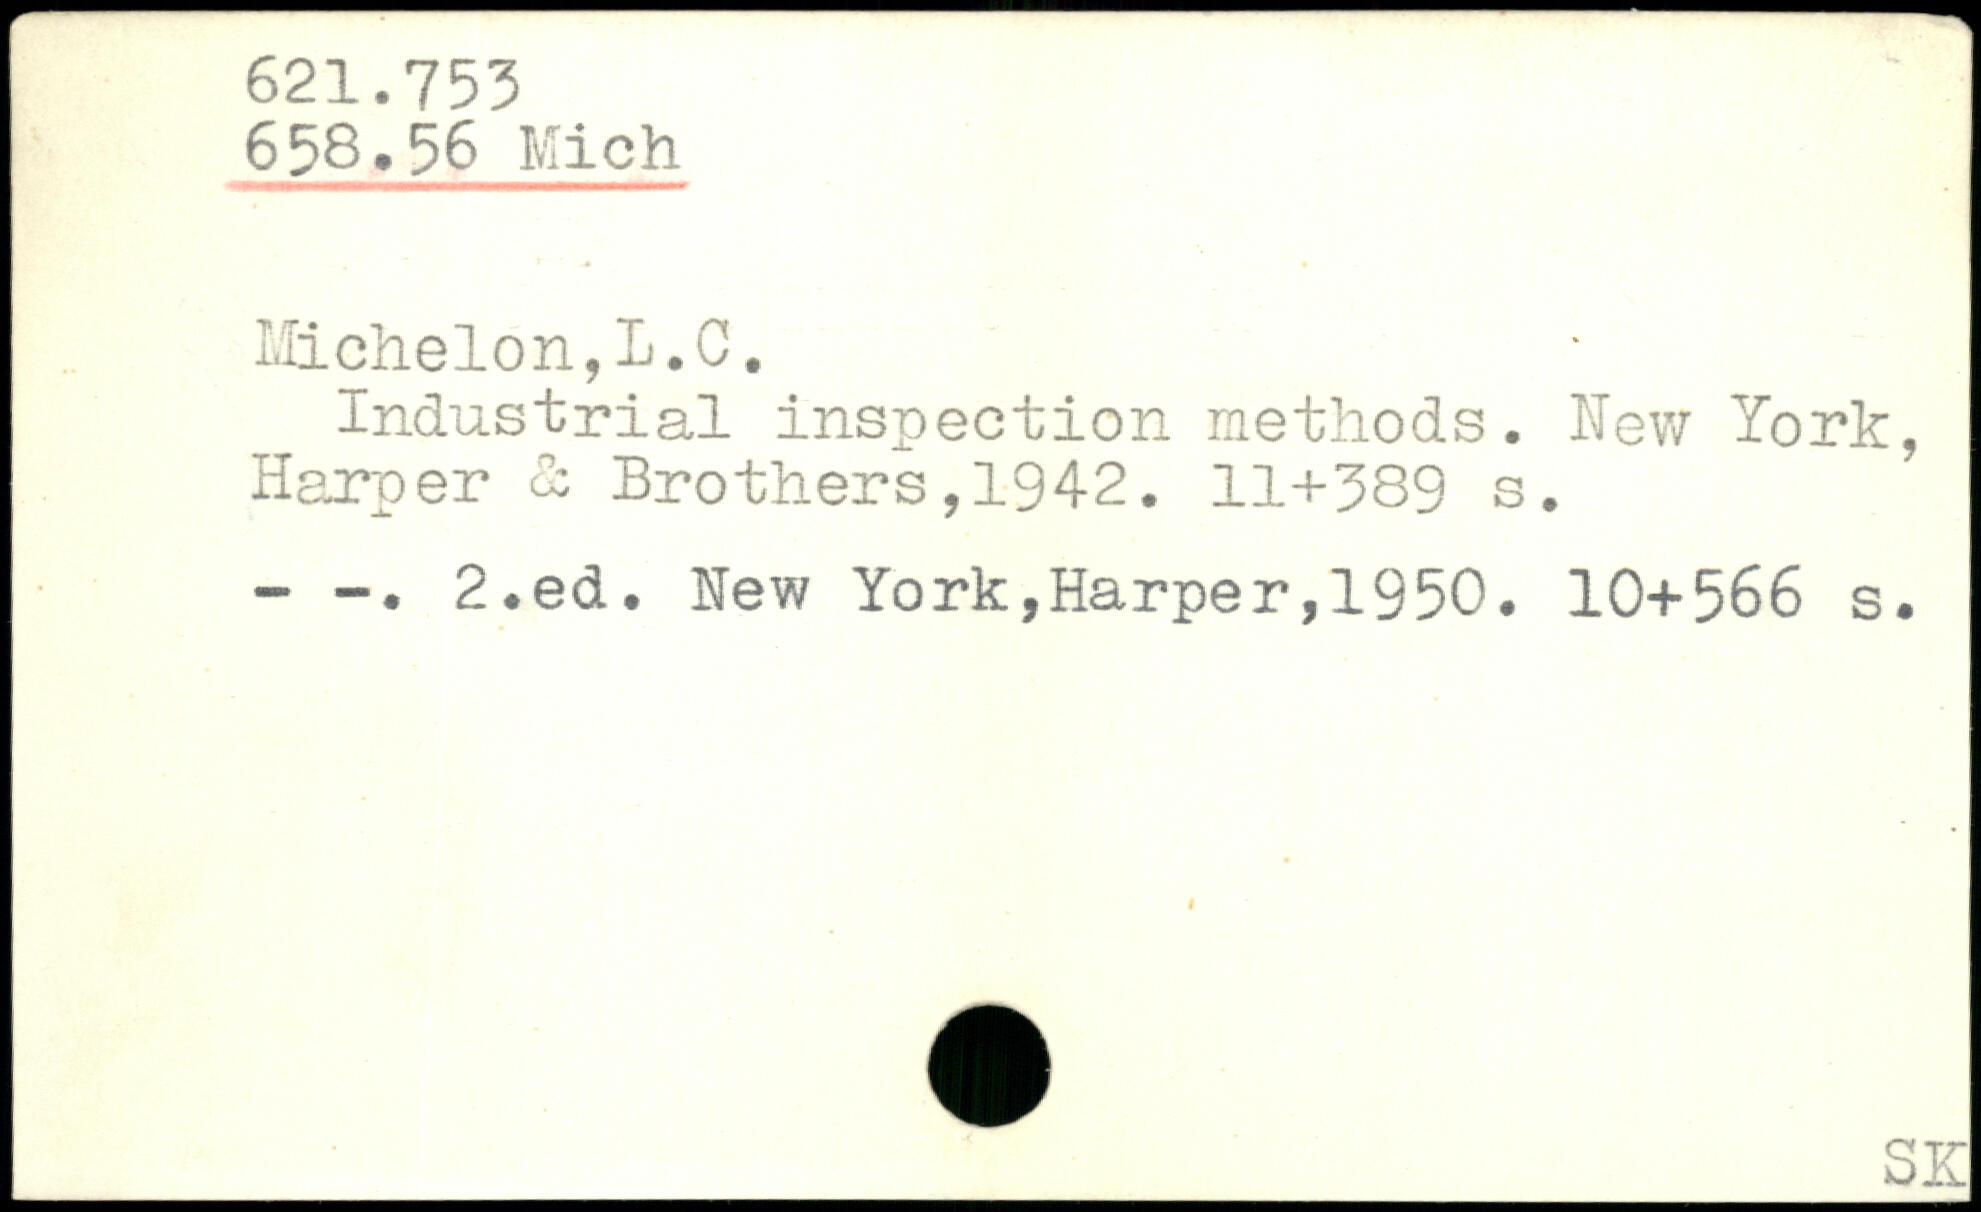 621.753
658.56 Mich
Michelon,L.C.
Industrial inspection methods. New York,
Harper & Brothers,1942. 11+389 s.
- -. 2.ed. New York,Harper,1950. 10+566 s.
SK